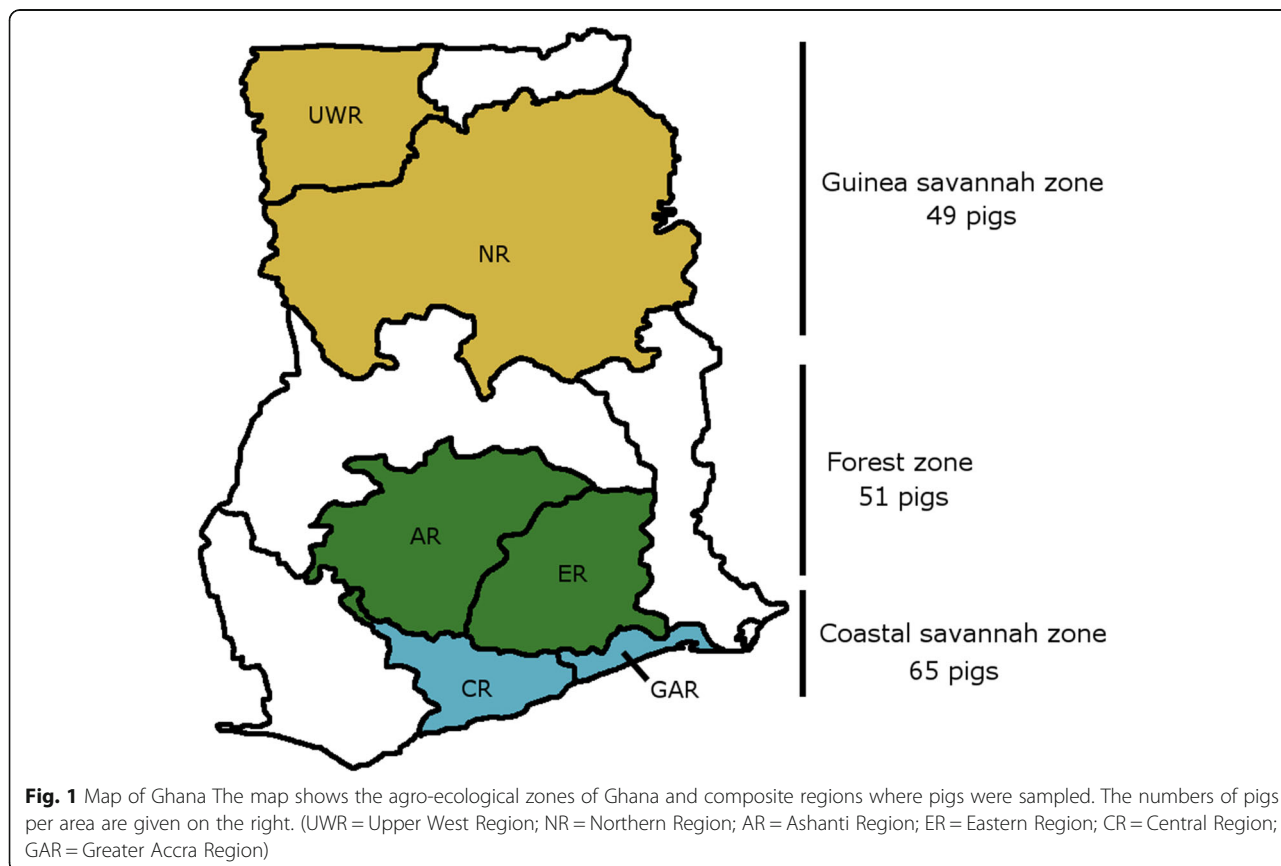 UWR
Guinea savannah zone
49 pigs
NR
Forest zone
51 pigs
AR
ER
Coastal savannah zone
65 pigs
CR
GAR
Fig. 1 Map of Ghana The map shows the agro-ecological zones of Ghana and composite regions where pigs were sampled. The numbers of pigs
per area are given on the right. (UWR = Upper West Region; NR = Northern Region; AR = Ashanti Region; ER = Eastern Region; CR = Central Region;
GAR = Greater Accra Region)